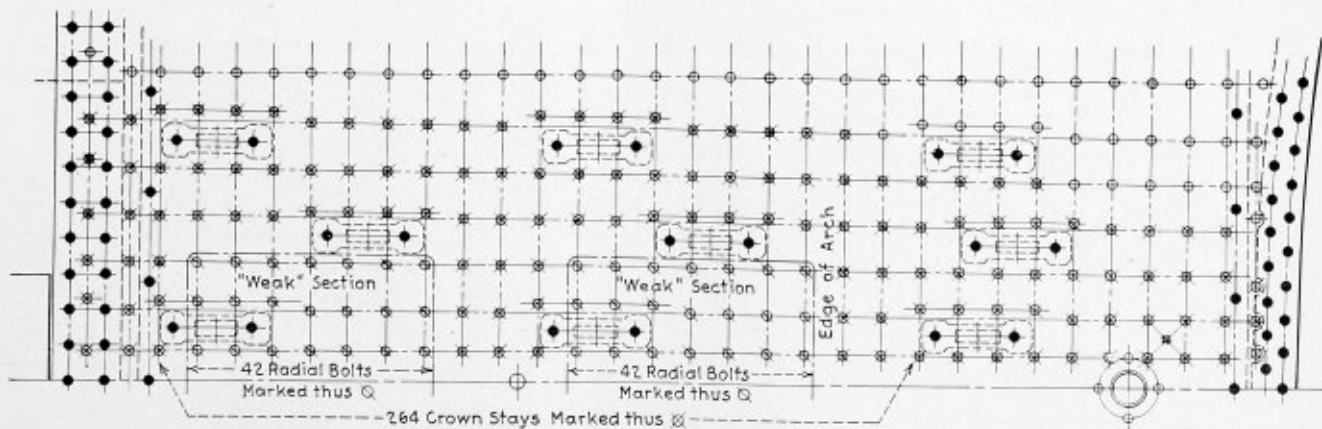 "Weak" Section
"Weak" Section
Edge of Arch
42 Radial Bolts
Marked thus ⦸
42 Radial Bolts
Marked thus ⦸
264 Crown Stays Marked thus ⊗